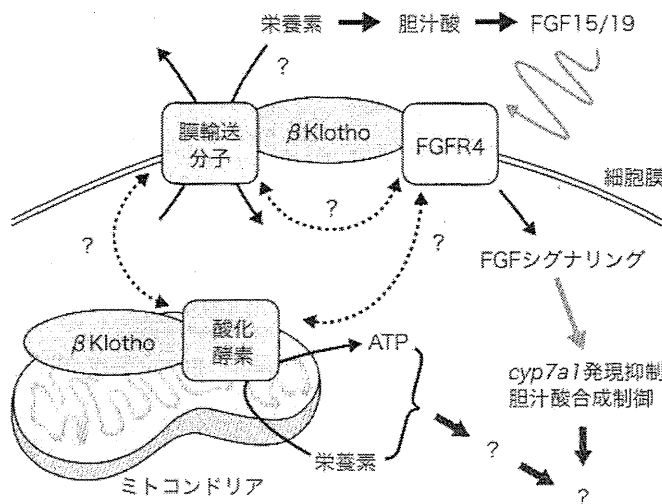 栄養素 → 胆汁酸 → FGF15/19
?
膜輸送
分子
βKlotho
FGFR4
細胞膜
?
?
?
FGFシグナリング
βKlotho
酸化
酵素
ATP
cyp7a1発現抑制
胆汁酸合成制御
栄養素
?
?
ミトコンドリア